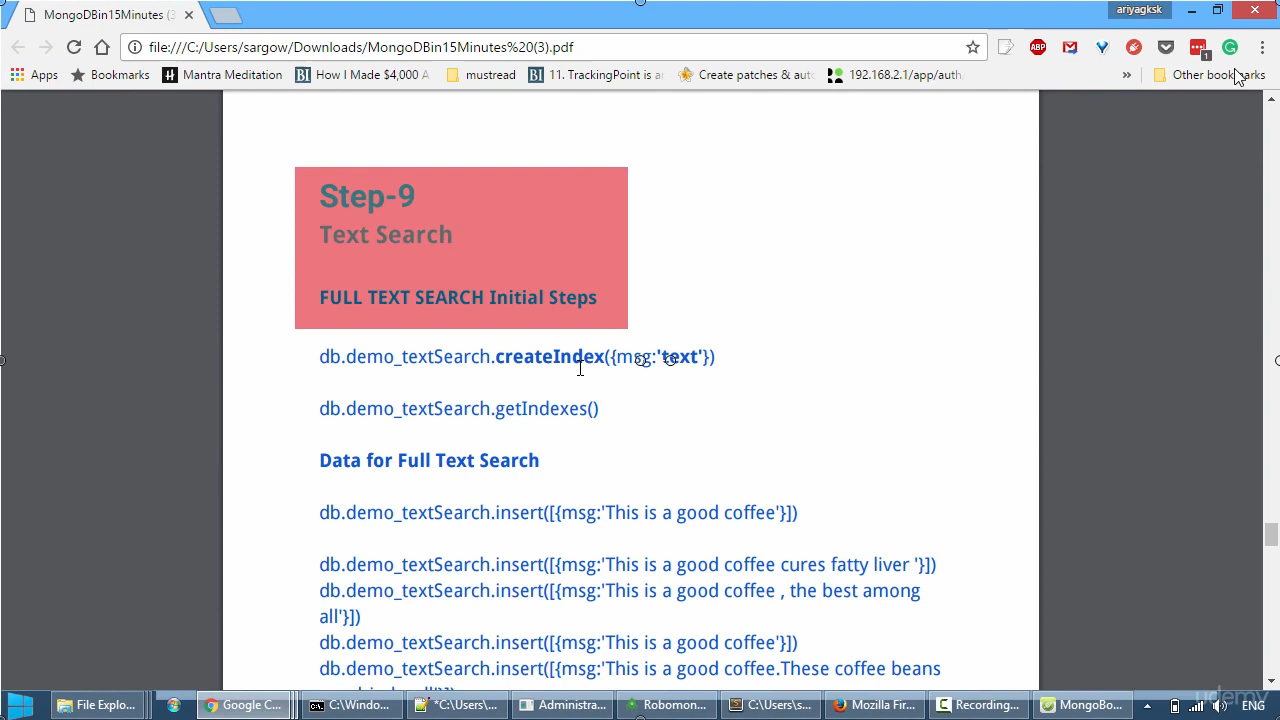 MongoDBin15Minutes (3
ariyagksk
file:///C:/Users/sargow/Downloads/MongoDBin15Minutes%20(3).pdf
ABP
1
Apps
Bookmarks
Mantra Meditation
How I Made $4,000 A
mustread
11. TrackingPoint is a
Create patches & aut
192.168.2.1/app/auth
»
Other bookmarks
Step-9
Text Search
FULL TEXT SEARCH Initial Steps
db.demo_textSearch.createIndex({msg:'text'})
db.demo_textSearch.getIndexes()
Data for Full Text Search
db.demo_textSearch.insert([{msg:'This is a good coffee'}])
db.demo_textSearch.insert([{msg:'This is a good coffee cures fatty liver '}])
db.demo_textSearch.insert([{msg:'This is a good coffee , the best among
all'}])
db.demo_textSearch.insert([{msg:'This is a good coffee'}])
db.demo_textSearch.insert([{msg:'This is a good coffee.These coffee beans
File Explo...
Google C...
C:\Windo...
*C:\Users\...
Administra...
Robomon...
C:\Users\s...
Mozilla Fir...
Recording...
MongoBo...
ENG
udemy